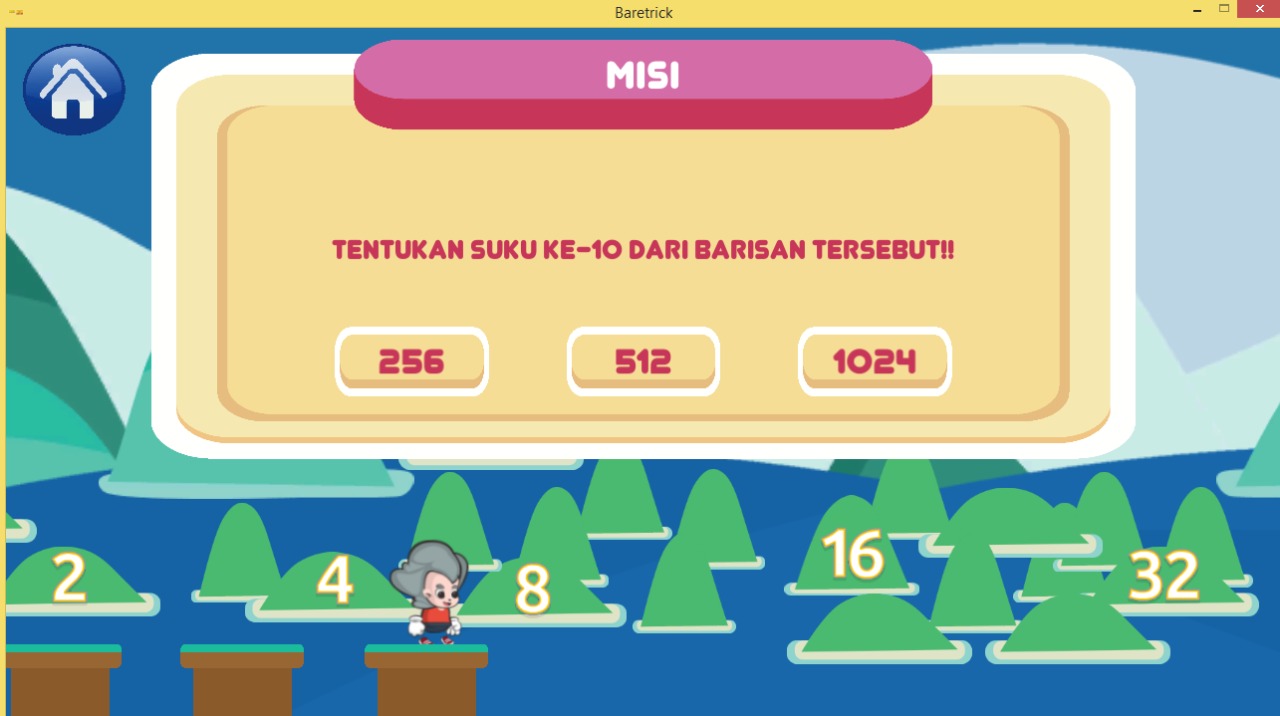 Baretrick
MISI
TENTUKAN SUKU KE-10 DARI BARISAN TERSEBUT!!
256 512 1024
2 4 8 16 32